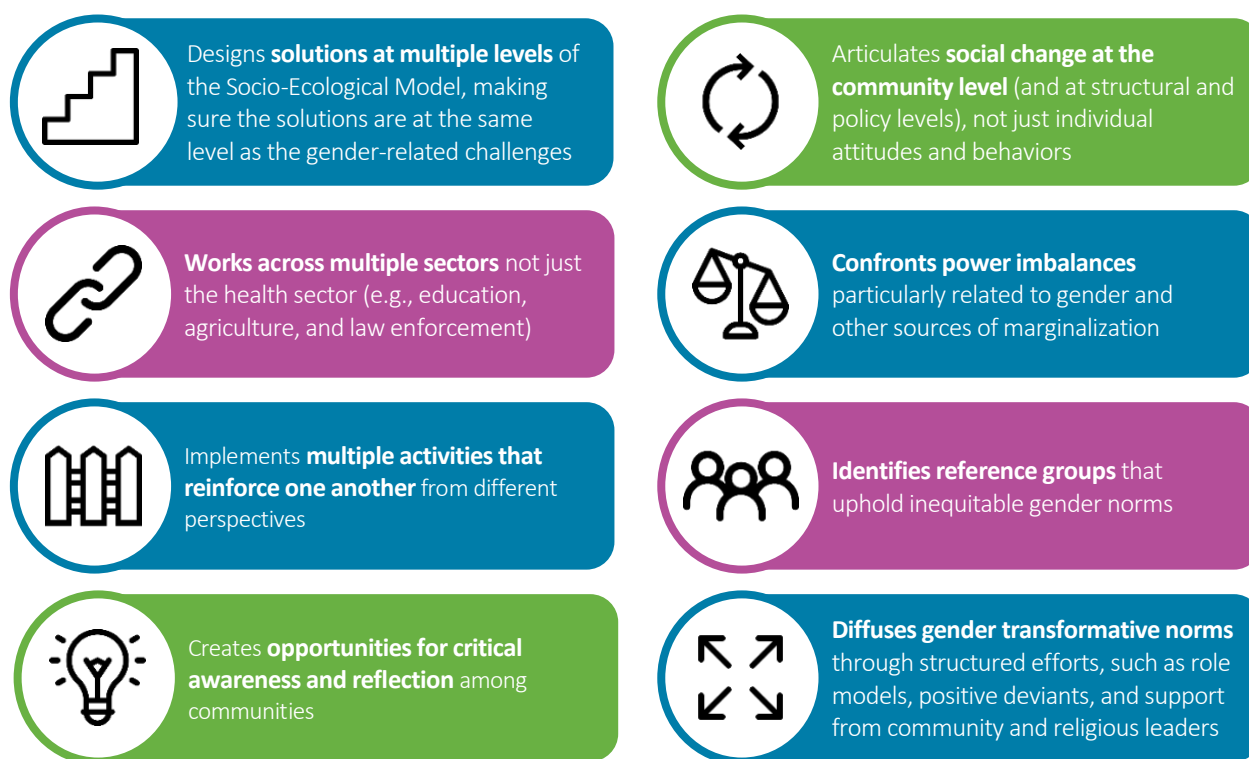 Designs solutions at multiple levels of
the Socio-Ecological Model, making
sure the solutions are at the same
level as the gender-related challenges
Articulates social change at the
community level (and at structural and
policy levels), not just individual
attitudes and behaviors
Works across multiple sectors not just
the health sector (e.g., education,
agriculture, and law enforcement)
Confronts power imbalances
particularly related to gender and
other sources of marginalization
Implements multiple activities that
reinforce one another from different
perspectives
Identifies reference groups that
uphold inequitable gender norms
Creates opportunities for critical
awareness and reflection among
communities
Diffuses gender transformative norms
through structured efforts, such as role
models, positive deviants, and support
from community and religious leaders